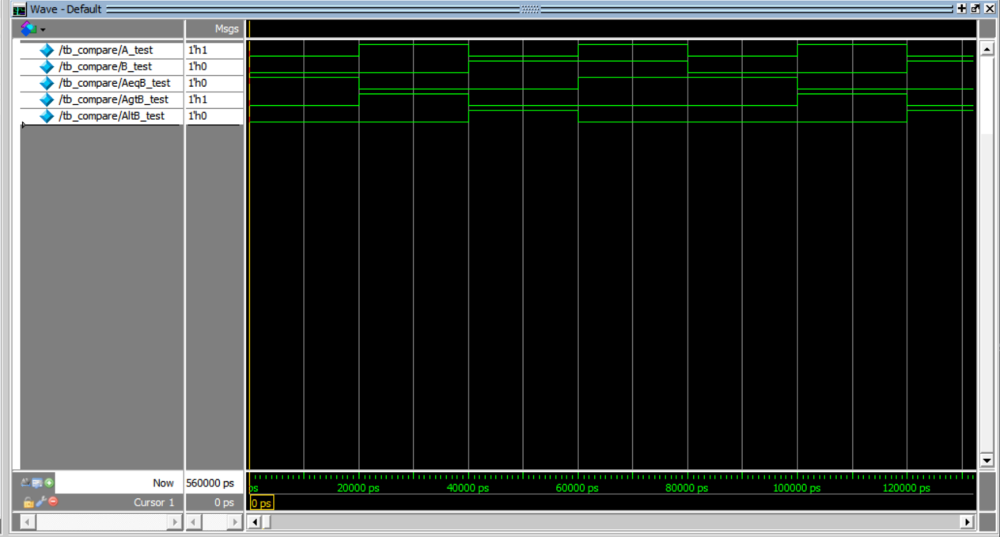 Wave - Default
Msgs
/tb_compare/A_test 1'h1
/tb_compare/B_test 1'h0
/tb_compare/AeqB_test 1'h0
/tb_compare/AgtB_test 1'h1
/tb_compare/AltB_test 1'h0
Now 560000 ps ps 20000 ps 40000 ps 60000 ps 80000 ps 100000 ps 120000 ps
Cursor 1 0 ps 0 ps